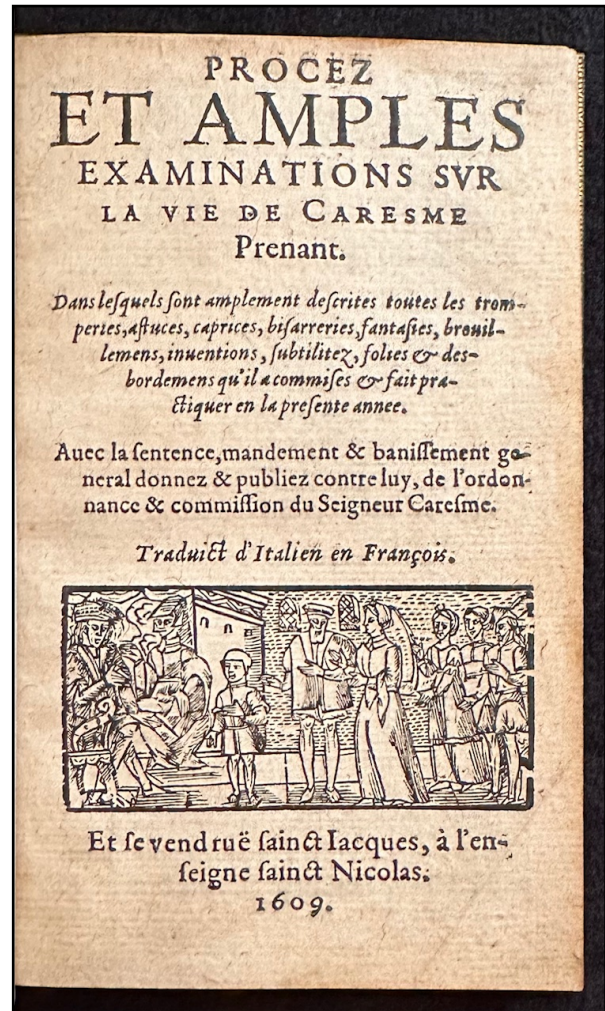 PROCEZ
ET AMPLES
EXAMINATIONS SVR
LA VIE DE CARESME
Prenant.
Dans leſquels ſont amplement deſcrites toutes les trom-
peries, aſtuces, caprices, biſarreries, fantaſies, brouil-
lemens, inuentions, ſubtilitez, folies & des-
bordemens qu'il a commiſes & fait pra-
ctiquer en la preſente annee.
Auec la ſentence, mandement & baniſſement ge-
neral donnez & publiez contre luy, de l'ordon-
nance & commiſſion du Seigneur Careſme.
Traduict d'Italien en François.
Et ſe vend ruë ſainct Iacques, à l'en-
ſeigne ſainct Nicolas.
1609.